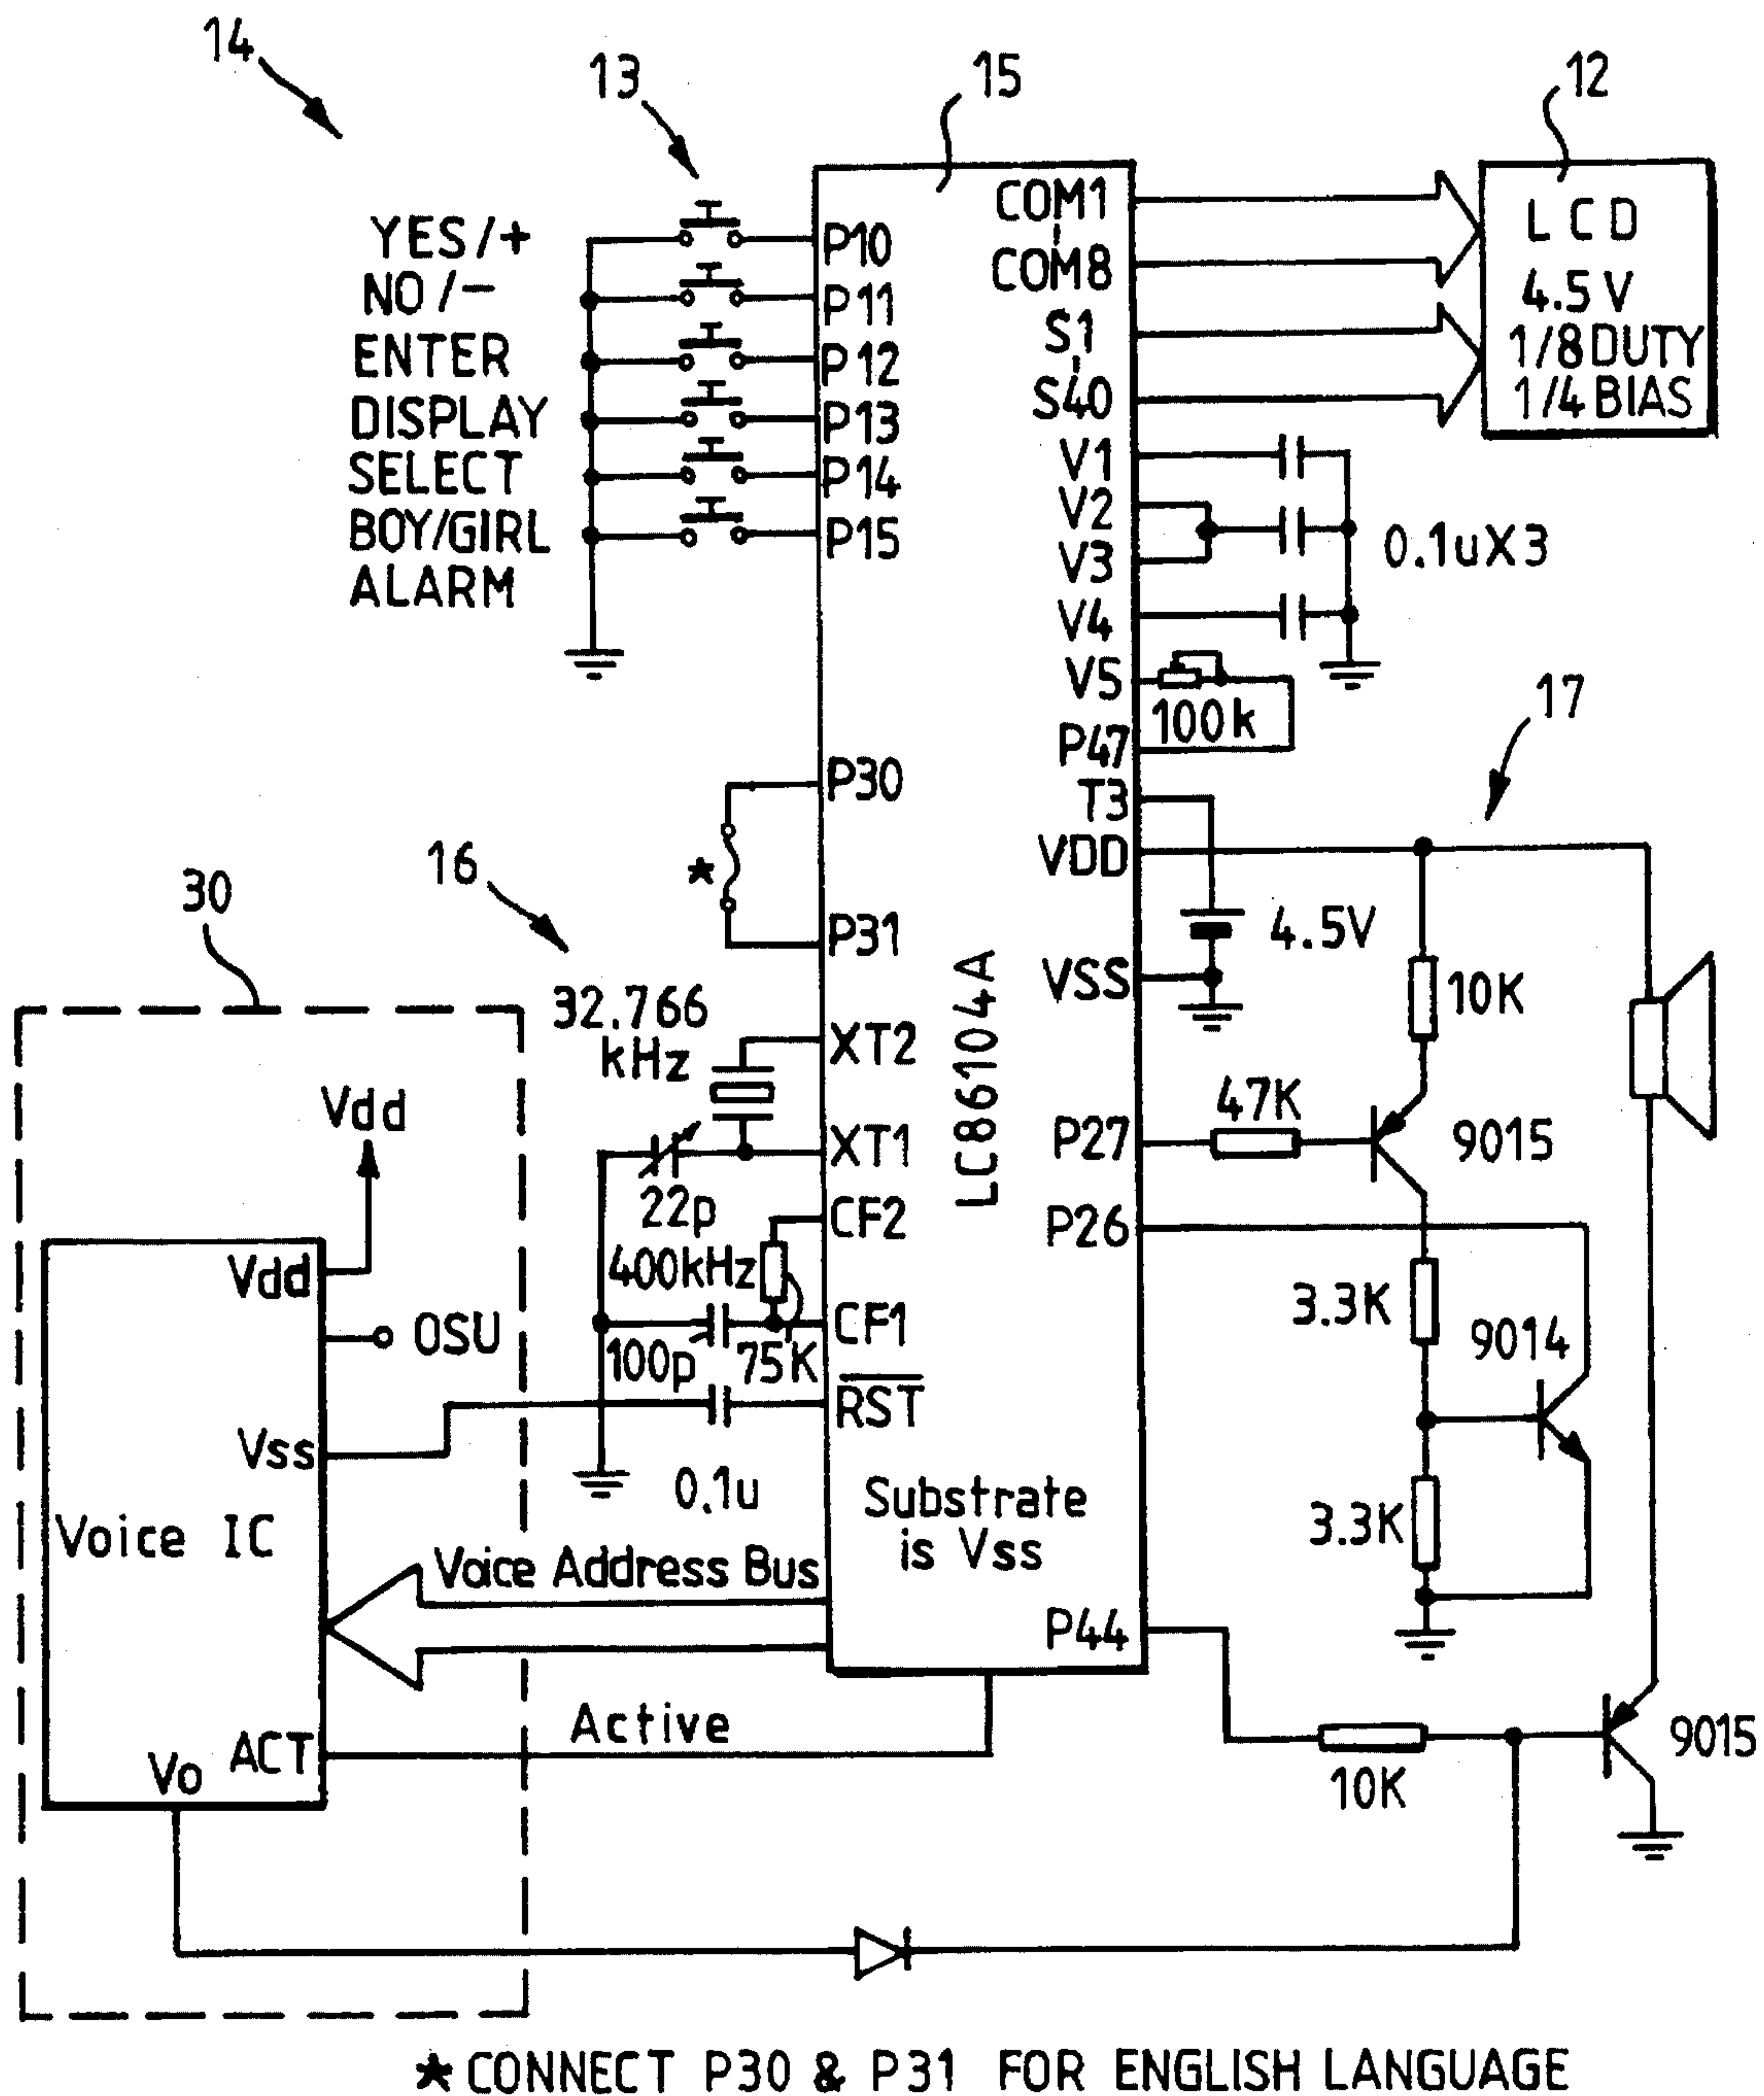 14
13
15
12
YES/+
NO/-
ENTER
DISPLAY
SELECT
BOY/GIRL
ALARM
P10
P11
P12
P13
P14
P15
P30
P31
XT2
XT1
CF2
CF1
RST
COM1
COM8
S1
S40
V1
V2
V3
V4
V5
P47
T3
VDD
VSS
P27
P26
P44
LC866104A
Substrate
is Vss
LCD
4.5V
1/8 DUTY
1/4 BIAS
0.1uX3
100k
17
4.5V
10K
47K
9015
3.3K
9014
3.3K
10K
9015
16
30
32.766
kHz
22p
400kHz
100p
75K
0.1u
Vdd
Vdd
OSU
Vss
Voice IC
ACT
Vo
Voice Address Bus
Active
★ CONNECT P30 & P31 FOR ENGLISH LANGUAGE